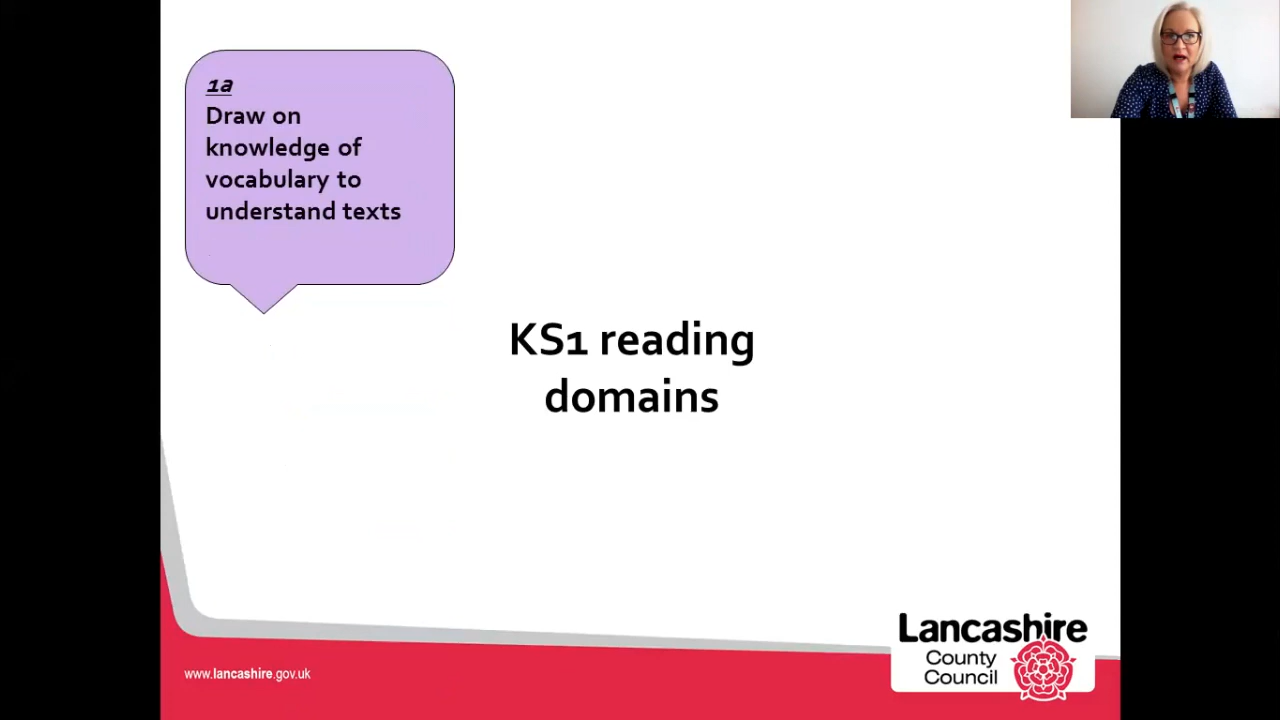 1a
Draw on
knowledge of
vocabulary to
understand texts
KS1 reading
domains
www.lancashire.gov.uk
Lancashire
County
Council